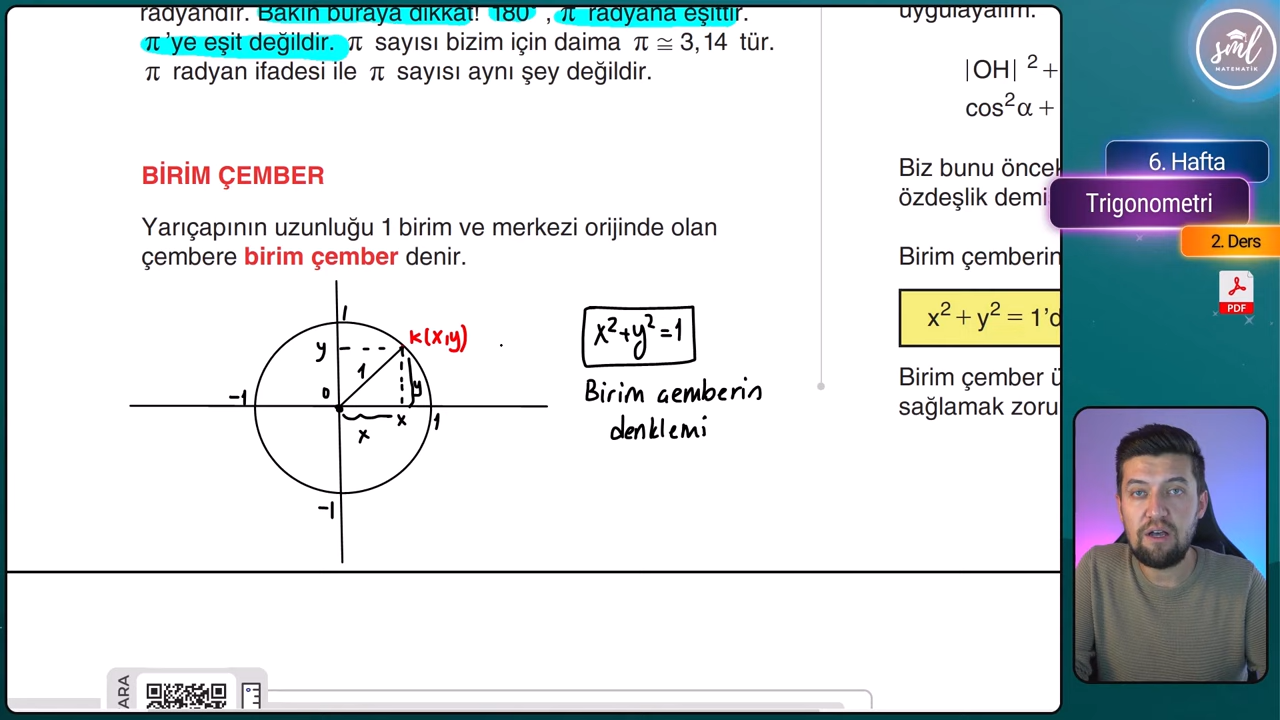 radyandır. Bakın buraya dikkat! 180° , π radyana eşittir.
π'ye eşit değildir. π sayısı bizim için daima π ≅ 3,14 tür.
π radyan ifadesi ile π sayısı aynı şey değildir.
BİRİM ÇEMBER
Yarıçapının uzunluğu 1 birim ve merkezi orijinde olan
çembere birim çember denir.
1
y
K(x,y)
1
y
-1
0
x
1
x
-1
x²+y²=1
Birim çemberin
denklemi
uygulayalım.
|OH| ² +
cos²α +
Biz bunu öncek
özdeşlik demi
Birim çemberin
x² + y² = 1'd
Birim çember ü
sağlamak zoru
ARA
sml
MATEMATİK
6. Hafta
Trigonometri
2. Ders
PDF